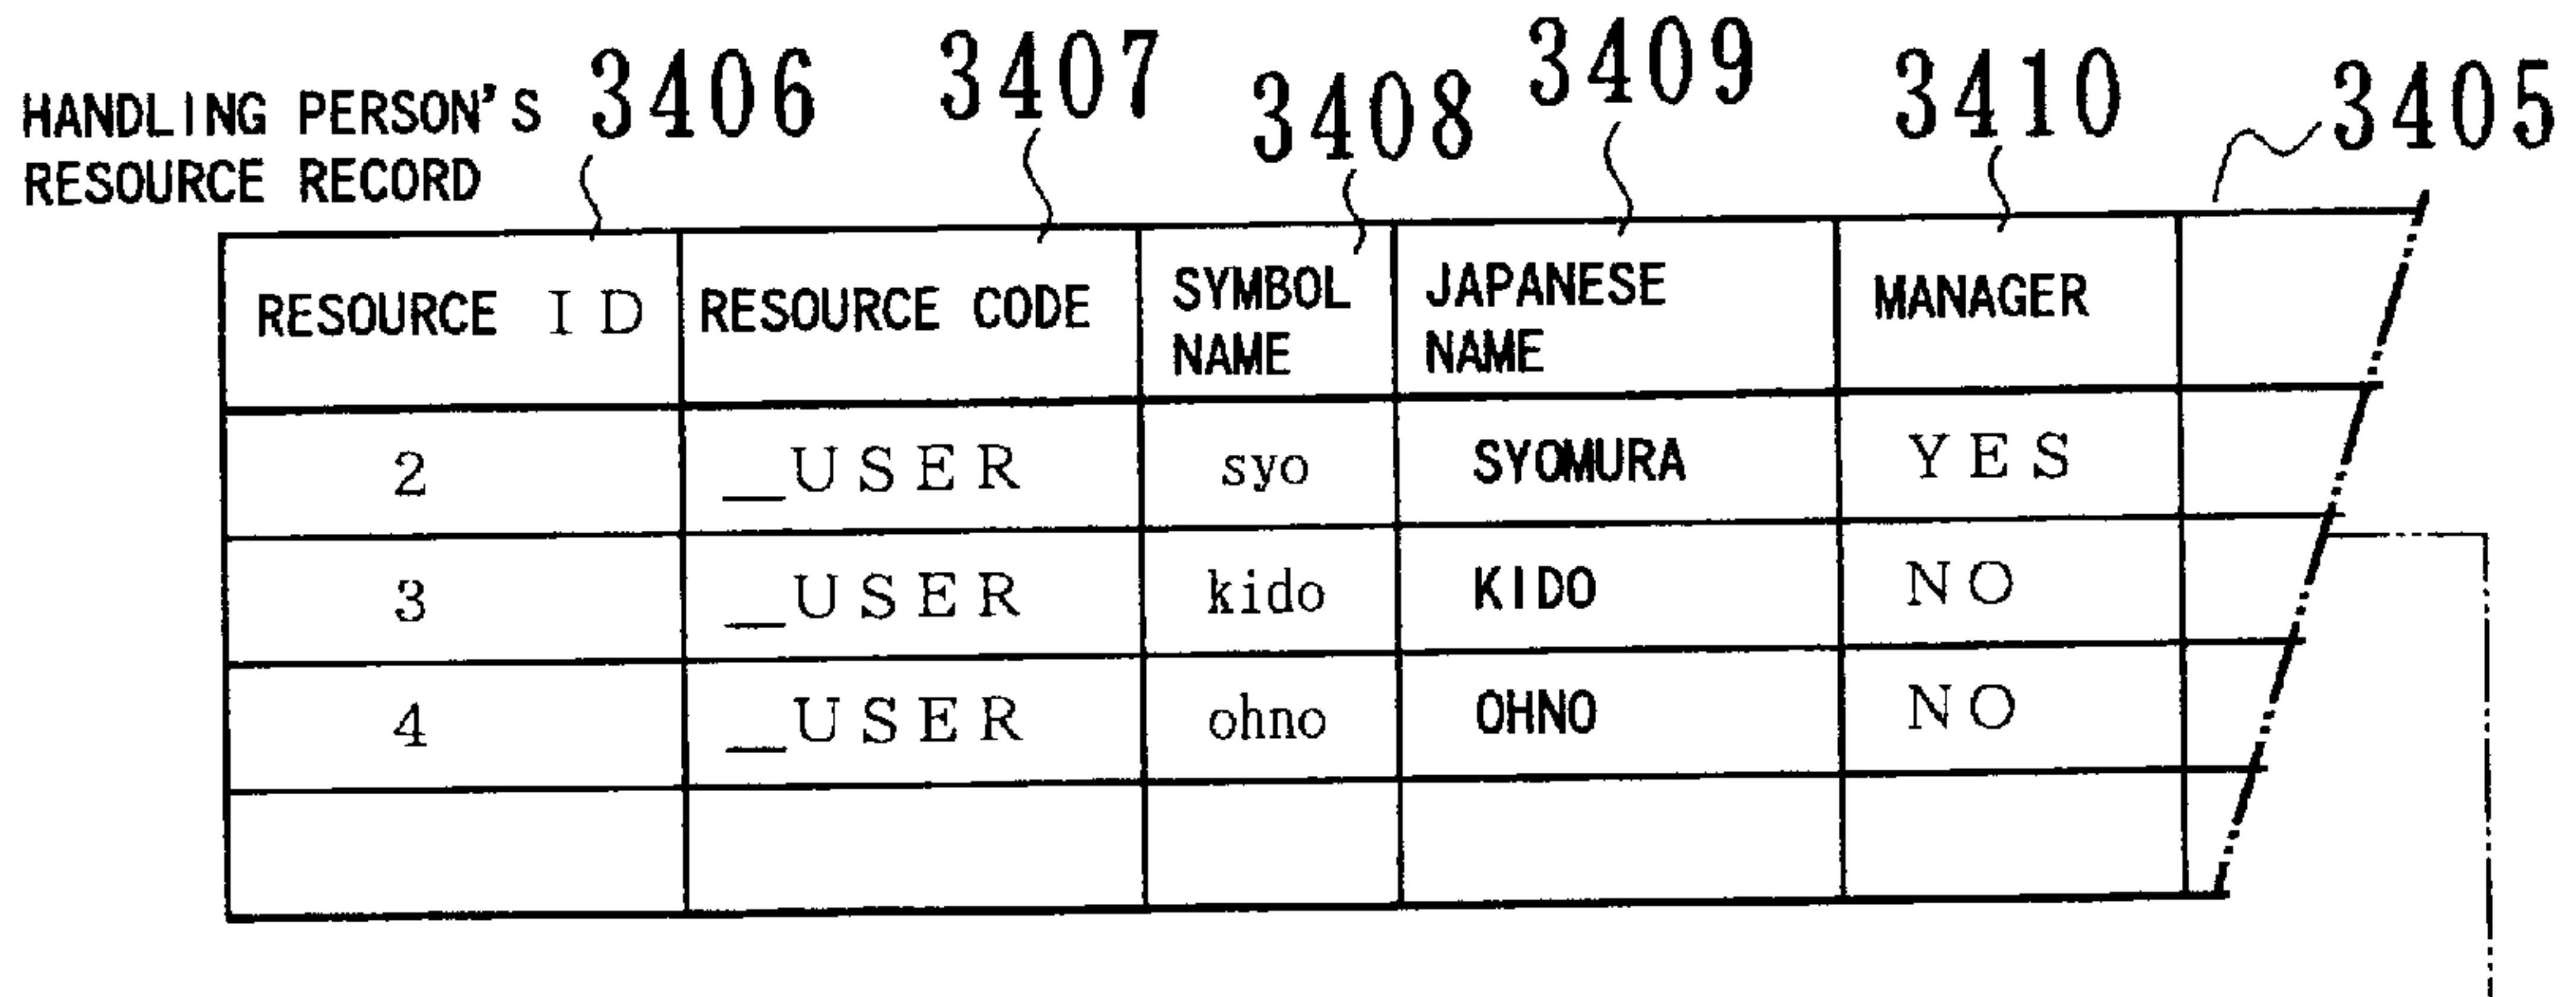 HANDLING PERSON'S 3406 3407 3408 3409 3410 3405
RESOURCE RECORD
RESOURCE ID RESOURCE CODE SYMBOL NAME JAPANESE NAME MANAGER
2 _USER syo SYOMURA YES
3 _USER kido KIDO NO
4 _USER ohno OHNO NO